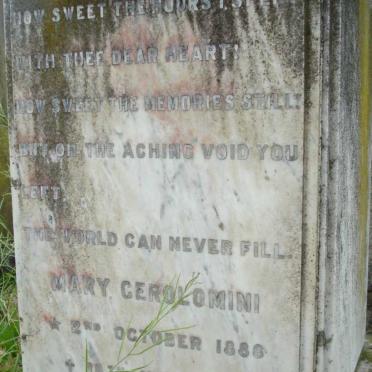 HOW SWEET THE HOURS I SPENT
WITH THEE DEAR HEART!
HOW SWEET THE MEMORIES STILL!
BUT OH THE ACHING VOID YOU
LEFT
THE WORLD CAN NEVER FILL.
MARY GEROLOMINI
* 2ND OCTOBER 1886